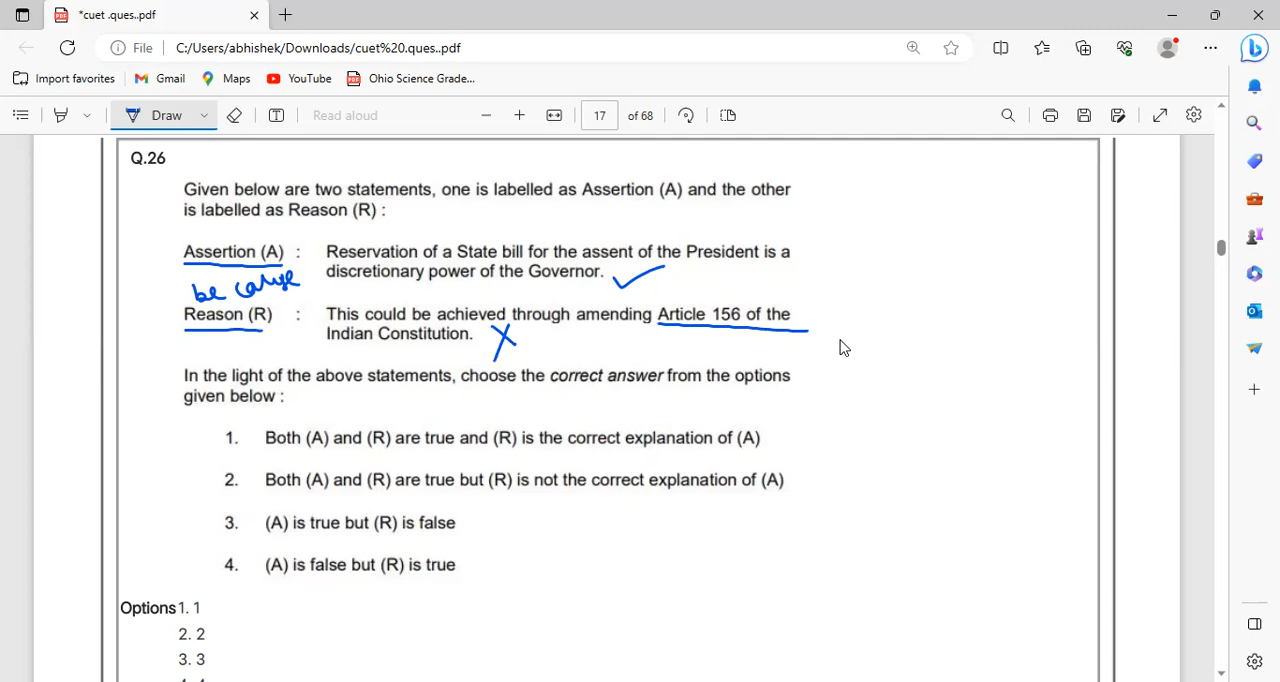 *cuet .ques..pdf
File C:/Users/abhishek/Downloads/cuet%20.ques..pdf
Import favorites Gmail Maps YouTube Ohio Science Grade...
Draw Read aloud 17 of 68
Q.26
Given below are two statements, one is labelled as Assertion (A) and the other
is labelled as Reason (R) :
Assertion (A) : Reservation of a State bill for the assent of the President is a
discretionary power of the Governor.
be cause
Reason (R) : This could be achieved through amending Article 156 of the
Indian Constitution.
In the light of the above statements, choose the correct answer from the options
given below :
1. Both (A) and (R) are true and (R) is the correct explanation of (A)
2. Both (A) and (R) are true but (R) is not the correct explanation of (A)
3. (A) is true but (R) is false
4. (A) is false but (R) is true
Options 1. 1
2. 2
3. 3